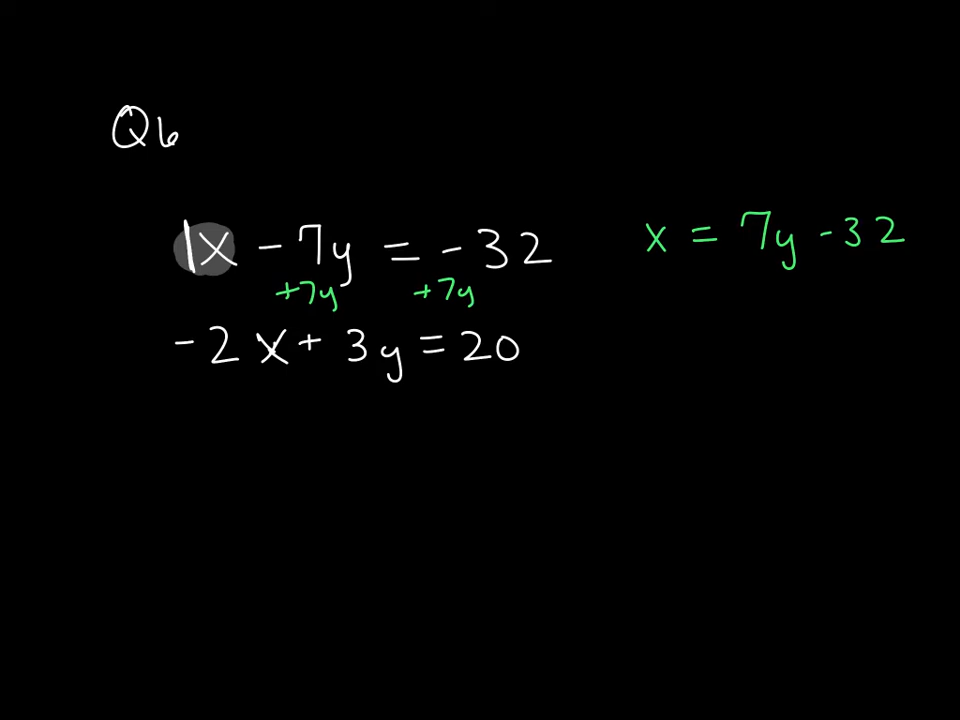 Q6
1x - 7y = -32
x = 7y - 32
+7y +7y
-2x + 3y = 20